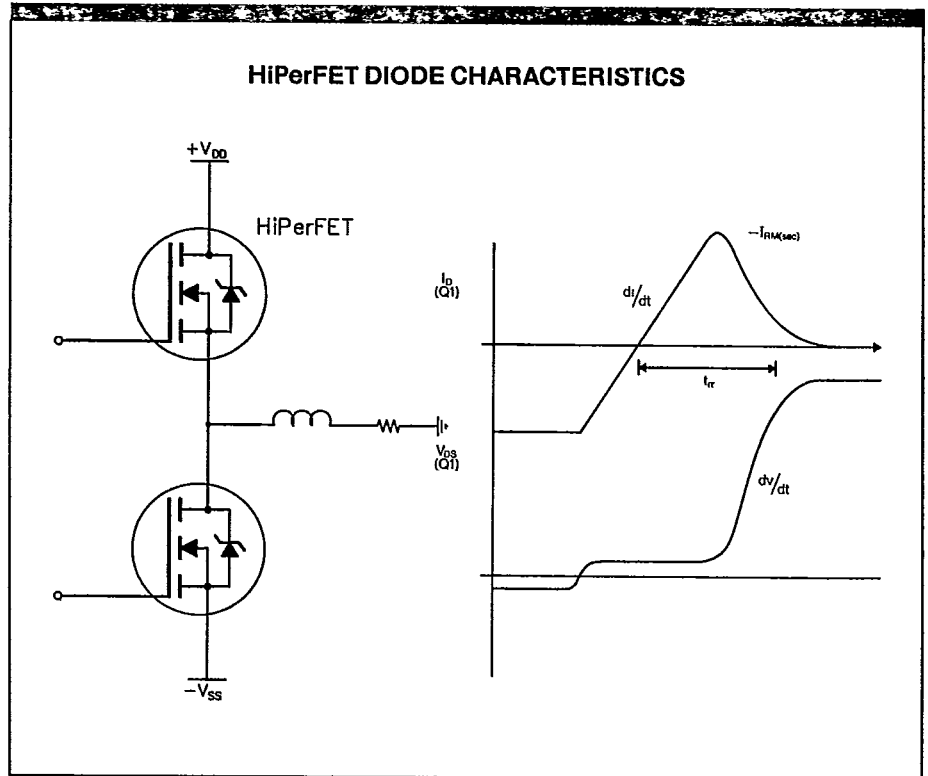 HiPerFET DIODE CHARACTERISTICS
+VDD
HiPerFET
-VSS
ID
(Q1)
di/dt
-IRM(sec)
trr
VDS
(Q1)
dv/dt